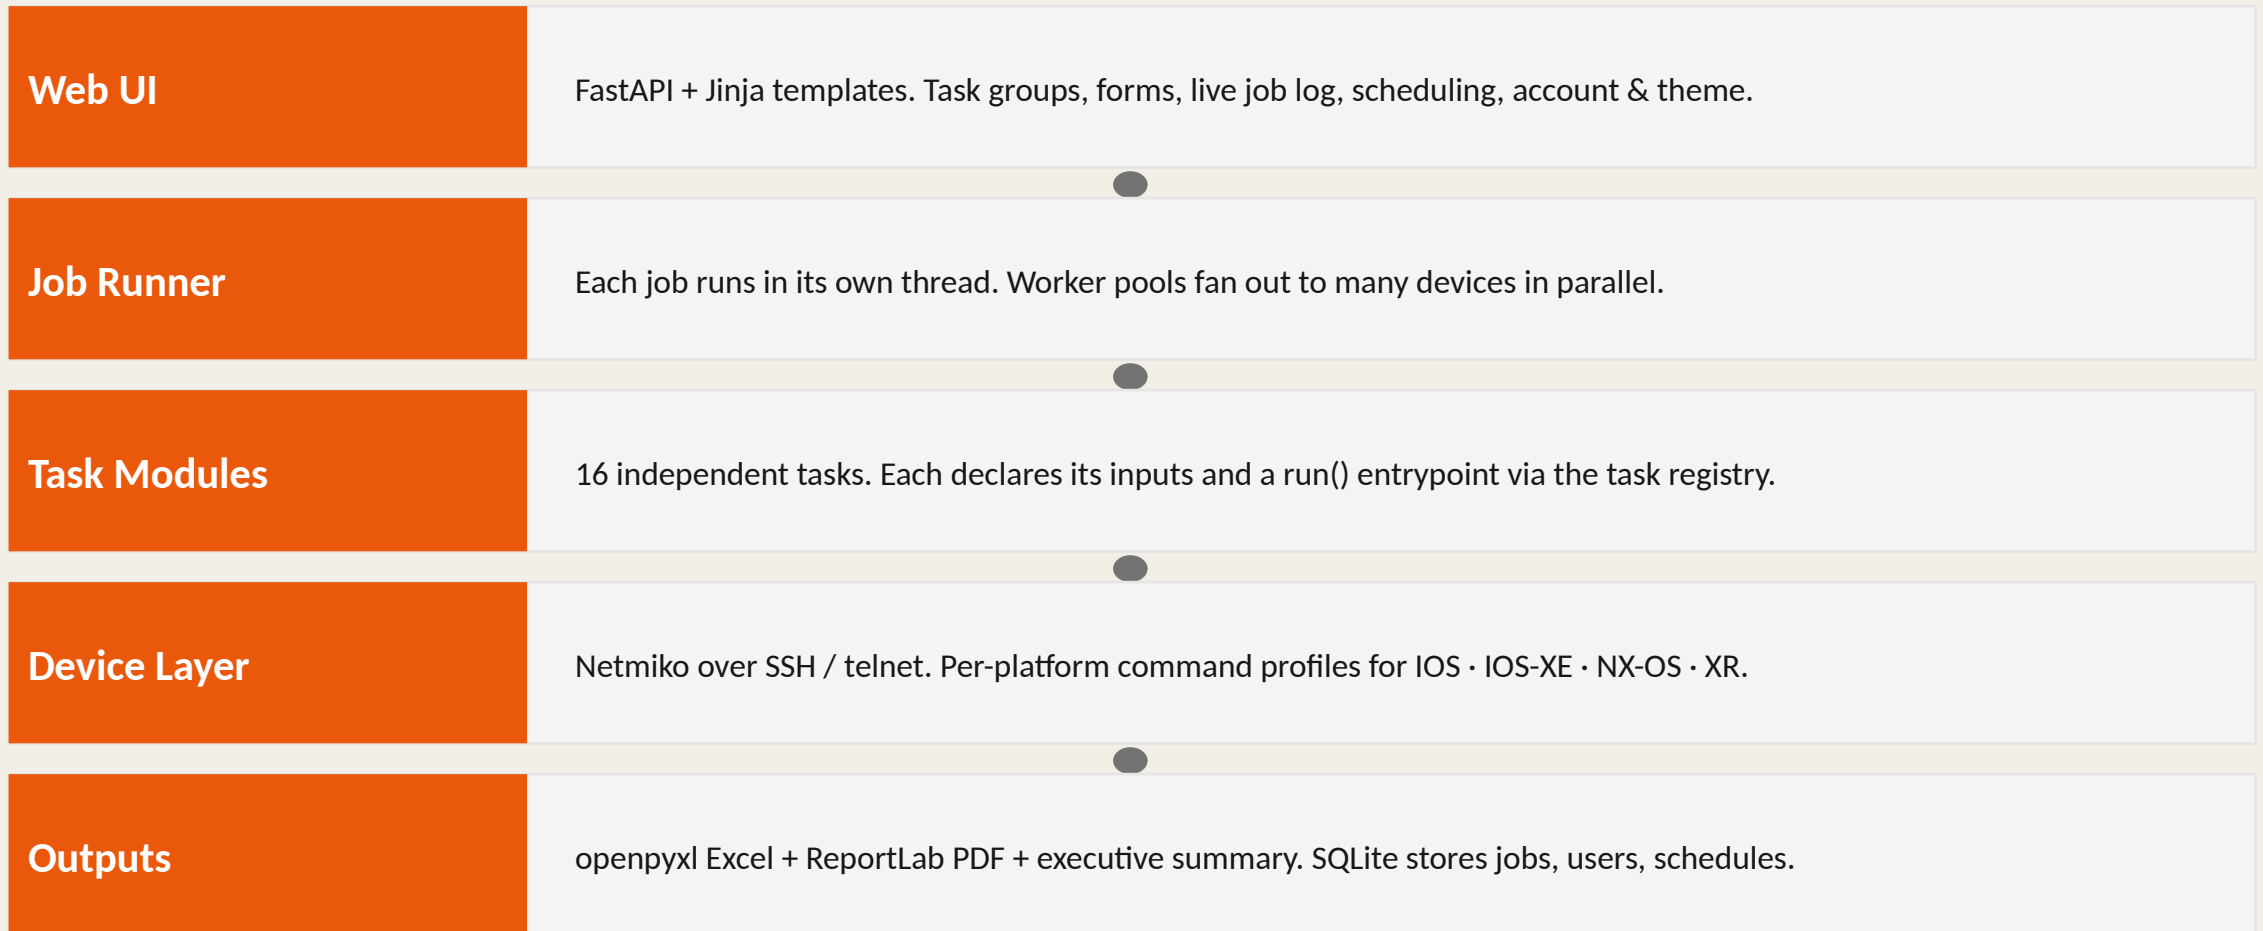 Web UI
FastAPI + Jinja templates. Task groups, forms, live job log, scheduling, account & theme.
Job Runner
Each job runs in its own thread. Worker pools fan out to many devices in parallel.
Task Modules
16 independent tasks. Each declares its inputs and a run() entrypoint via the task registry.
Device Layer
Netmiko over SSH / telnet. Per-platform command profiles for IOS · IOS-XE · NX-OS · XR.
Outputs
openpyxl Excel + ReportLab PDF + executive summary. SQLite stores jobs, users, schedules.